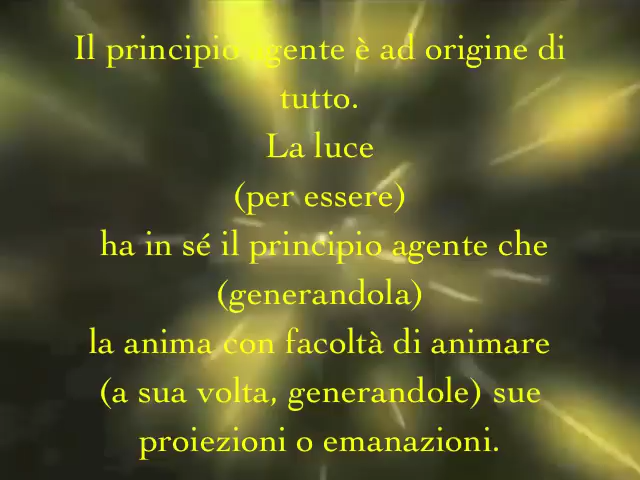 Il principio agente è ad origine di
tutto.
La luce
(per essere)
ha in sé il principio agente che
(generandola)
la anima con facoltà di animare
(a sua volta, generandole) sue
proiezioni o emanazioni.